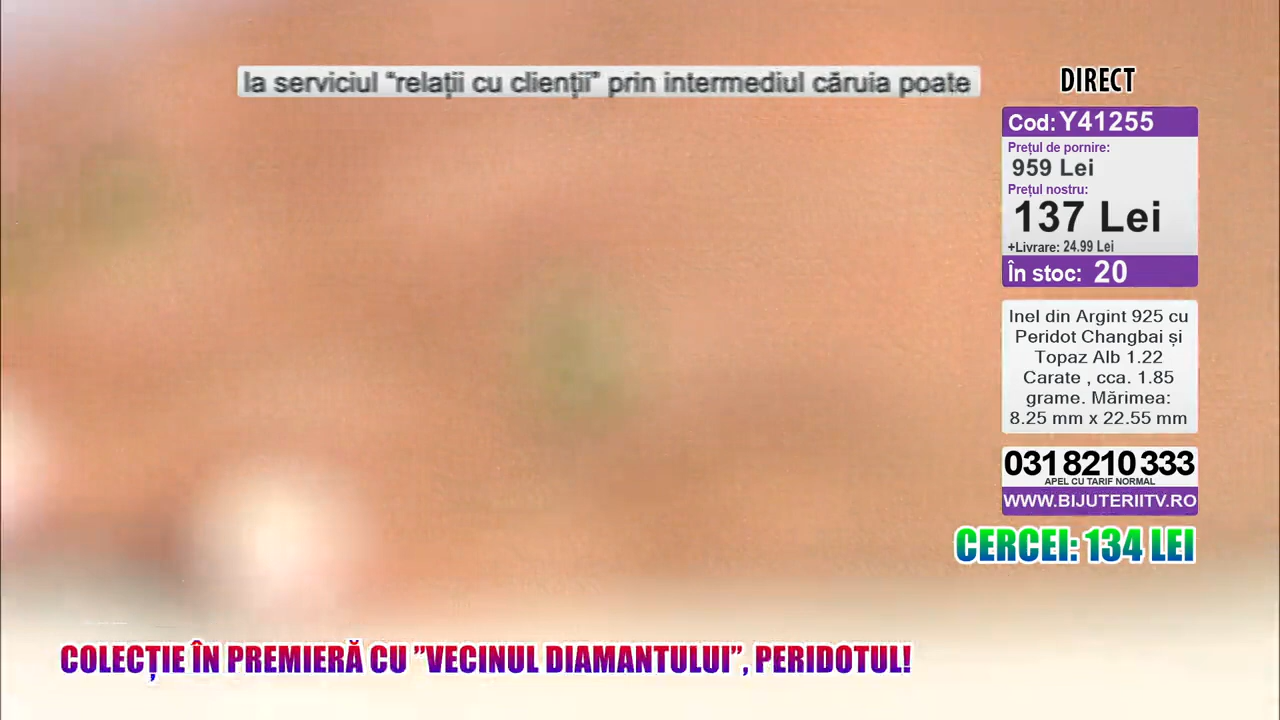 la serviciul “relații cu clienții” prin intermediul căruia poate
DIRECT
Cod: Y41255
Prețul de pornire:
959 Lei
Prețul nostru:
137 Lei
+Livrare: 24.99 Lei
În stoc: 20
Inel din Argint 925 cu
Peridot Changbai și
Topaz Alb 1.22
Carate , cca. 1.85
grame. Mărimea:
8.25 mm x 22.55 mm
031 8210 333
APEL CU TARIF NORMAL
WWW.BIJUTERIITV.RO
CERCEI: 134 LEI
COLECȚIE ÎN PREMIERĂ CU ”VECINUL DIAMANTULUI”, PERIDOTUL!